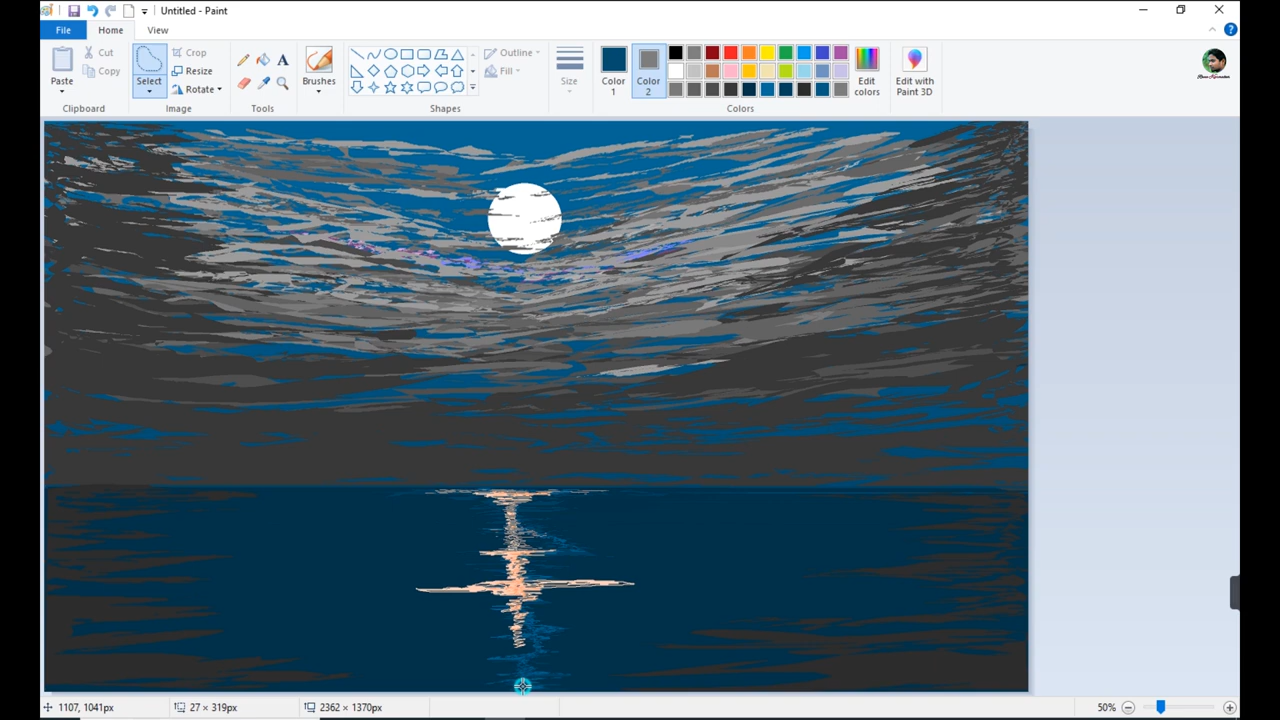 Untitled - Paint
File Home View
Paste Cut Copy Select Crop Resize Rotate Brushes Outline Fill Size Color 1 Color 2 Edit colors Edit with Paint 3D
Clipboard Image Tools Shapes Colors
1107, 1041px 27 × 319px 2362 × 1370px 50%